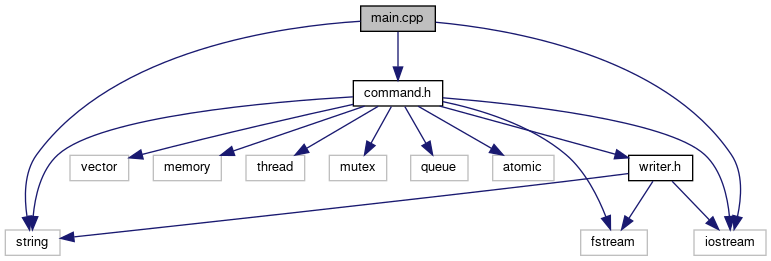 main.cpp
command.h
vector
memory
thread
mutex
queue
atomic
writer.h
string
fstream
iostream